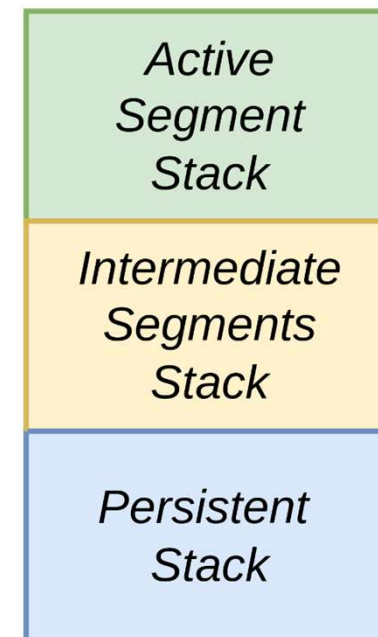 Active
Segment
Stack
Intermediate
Segments
Stack
Persistent
Stack